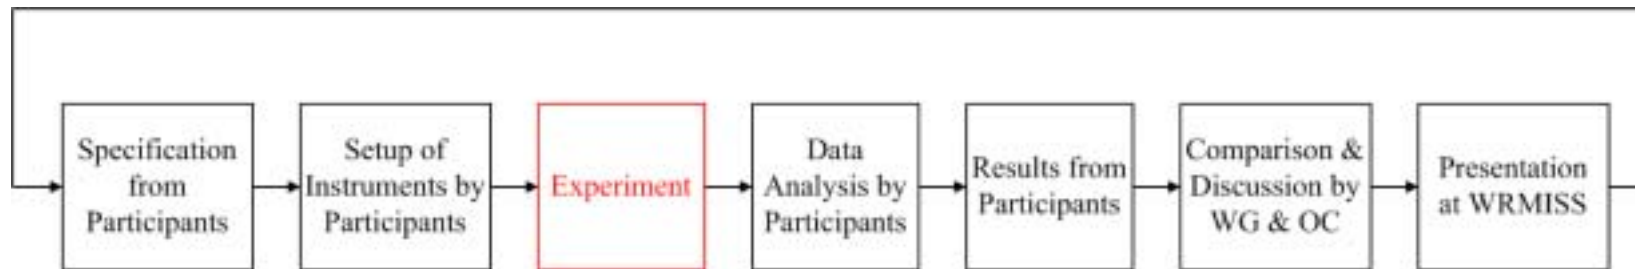 Specification
from
Participants
Setup of
Instruments by
Participants
Experiment
Data
Analysis by
Participants
Results from
Participants
Comparison &
Discussion by
WG & OC
Presentation
at WRMISS